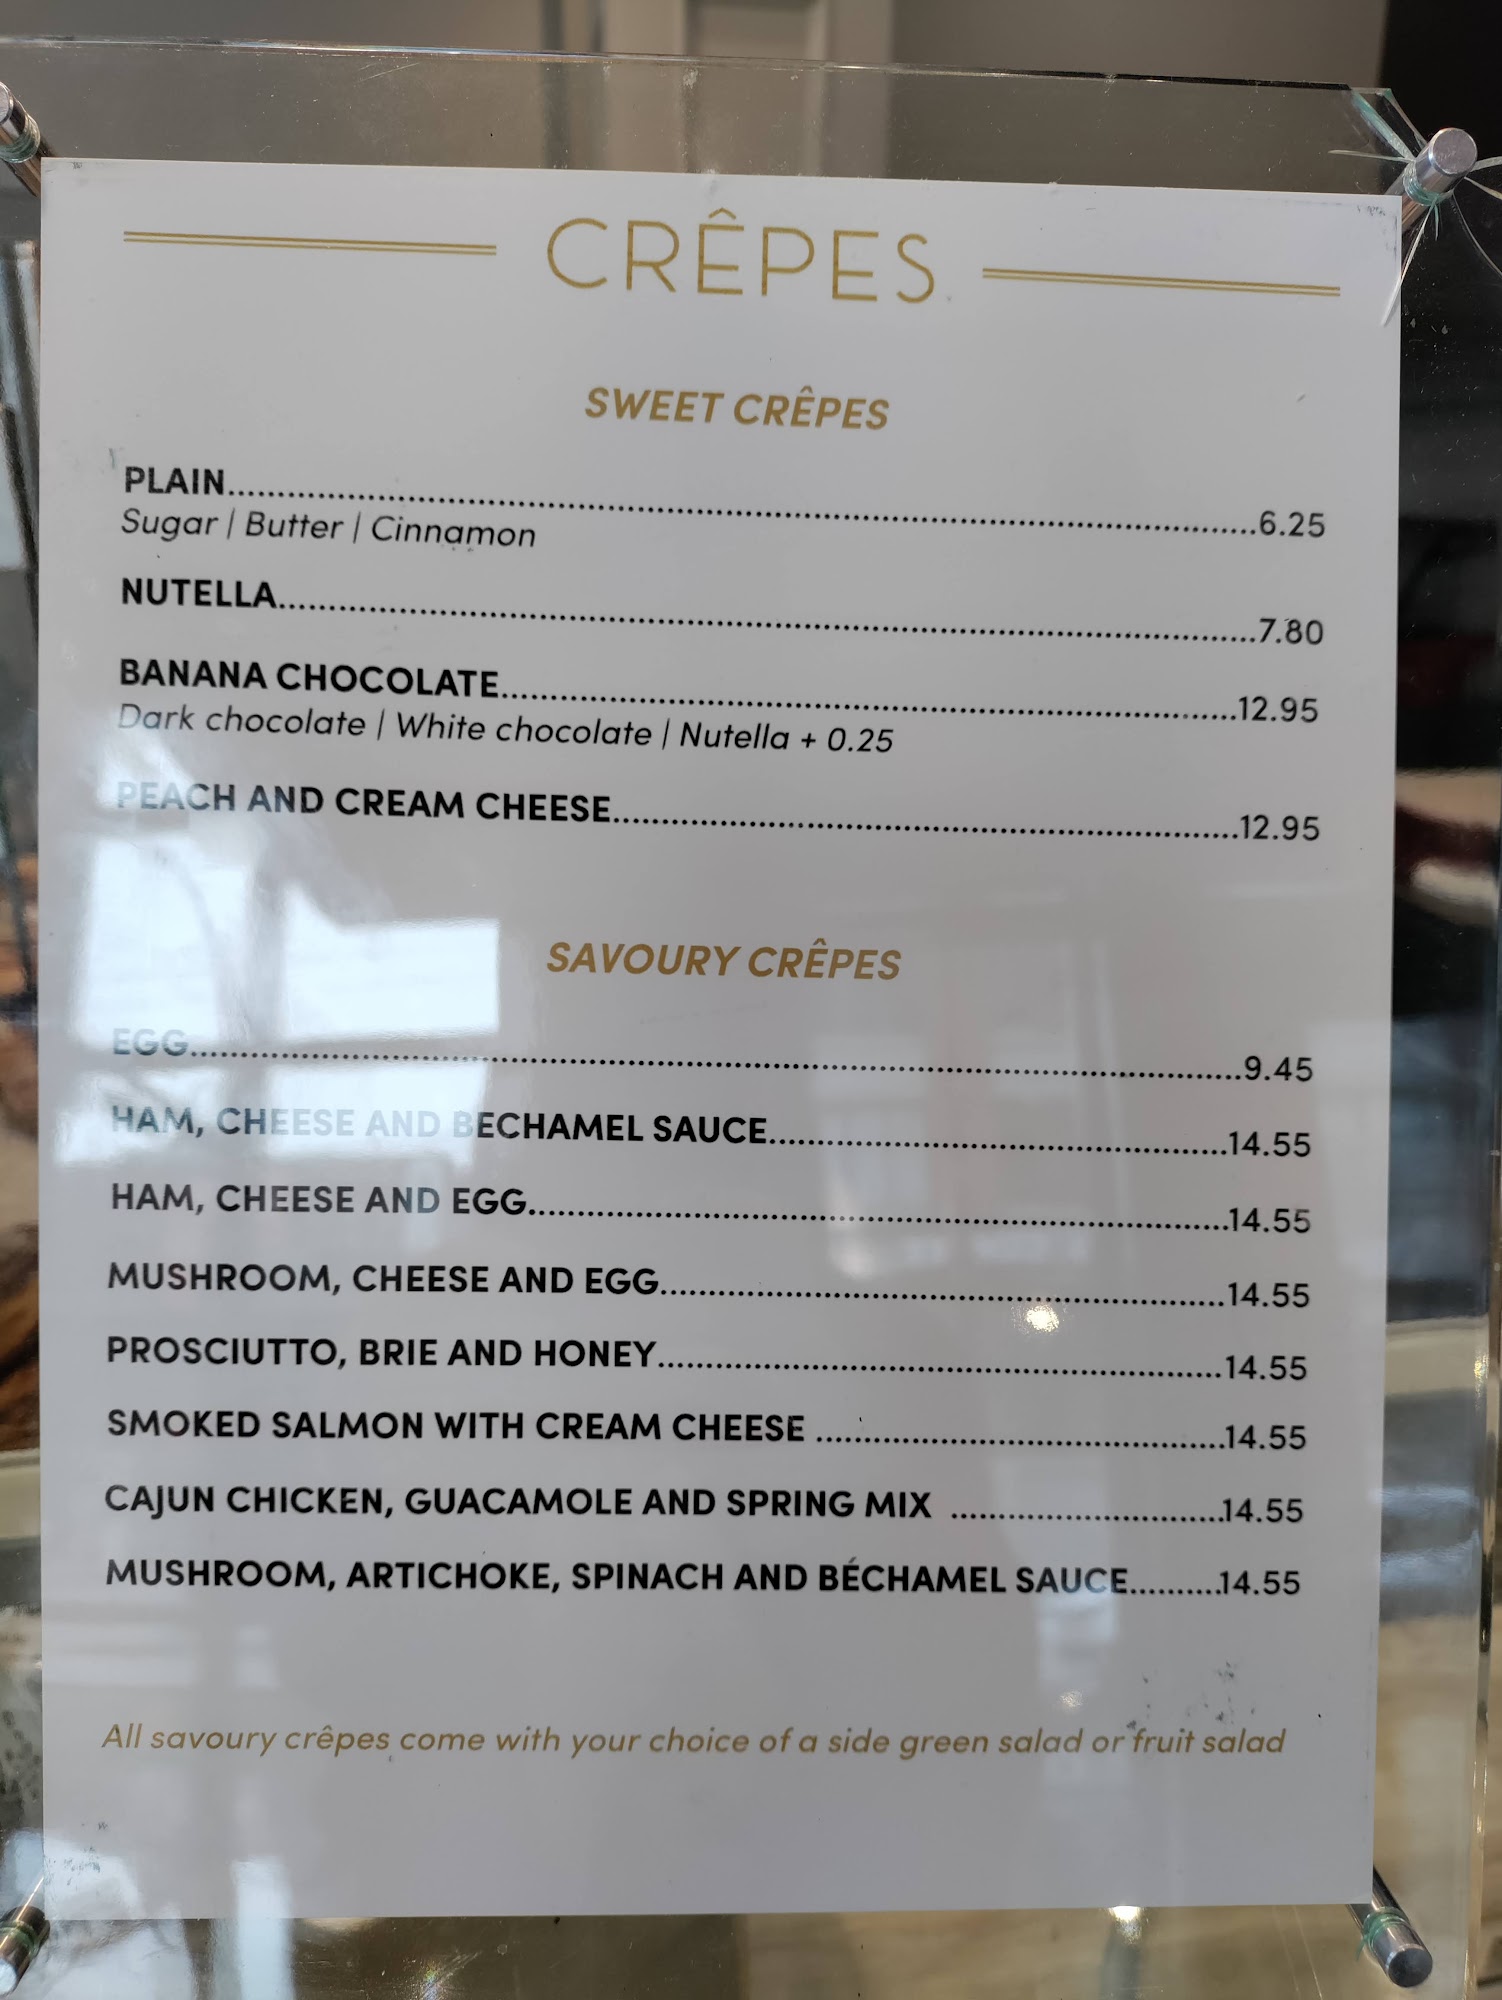 CRÊPES
SWEET CRÊPES
PLAIN..........6.25
Sugar | Butter | Cinnamon
NUTELLA..........7.80
BANANA CHOCOLATE..........12.95
Dark chocolate | White chocolate | Nutella + 0.25
PEACH AND CREAM CHEESE..........12.95
SAVOURY CRÊPES
EGG..........9.45
HAM, CHEESE AND BECHAMEL SAUCE..........14.55
HAM, CHEESE AND EGG..........14.55
MUSHROOM, CHEESE AND EGG..........14.55
PROSCIUTTO, BRIE AND HONEY..........14.55
SMOKED SALMON WITH CREAM CHEESE ..........14.55
CAJUN CHICKEN, GUACAMOLE AND SPRING MIX ..........14.55
MUSHROOM, ARTICHOKE, SPINACH AND BÉCHAMEL SAUCE..........14.55
All savoury crêpes come with your choice of a side green salad or fruit salad